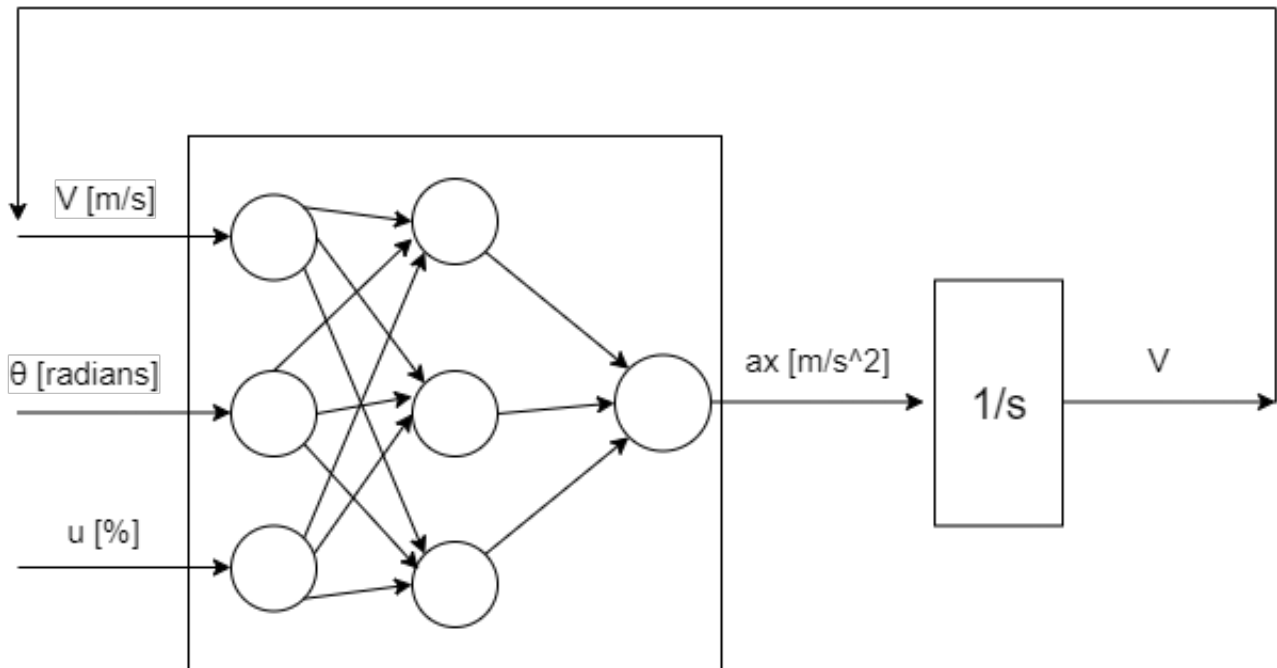 V [m/s]
θ [radians]
u [%]
ax [m/s^2]
1/s
V